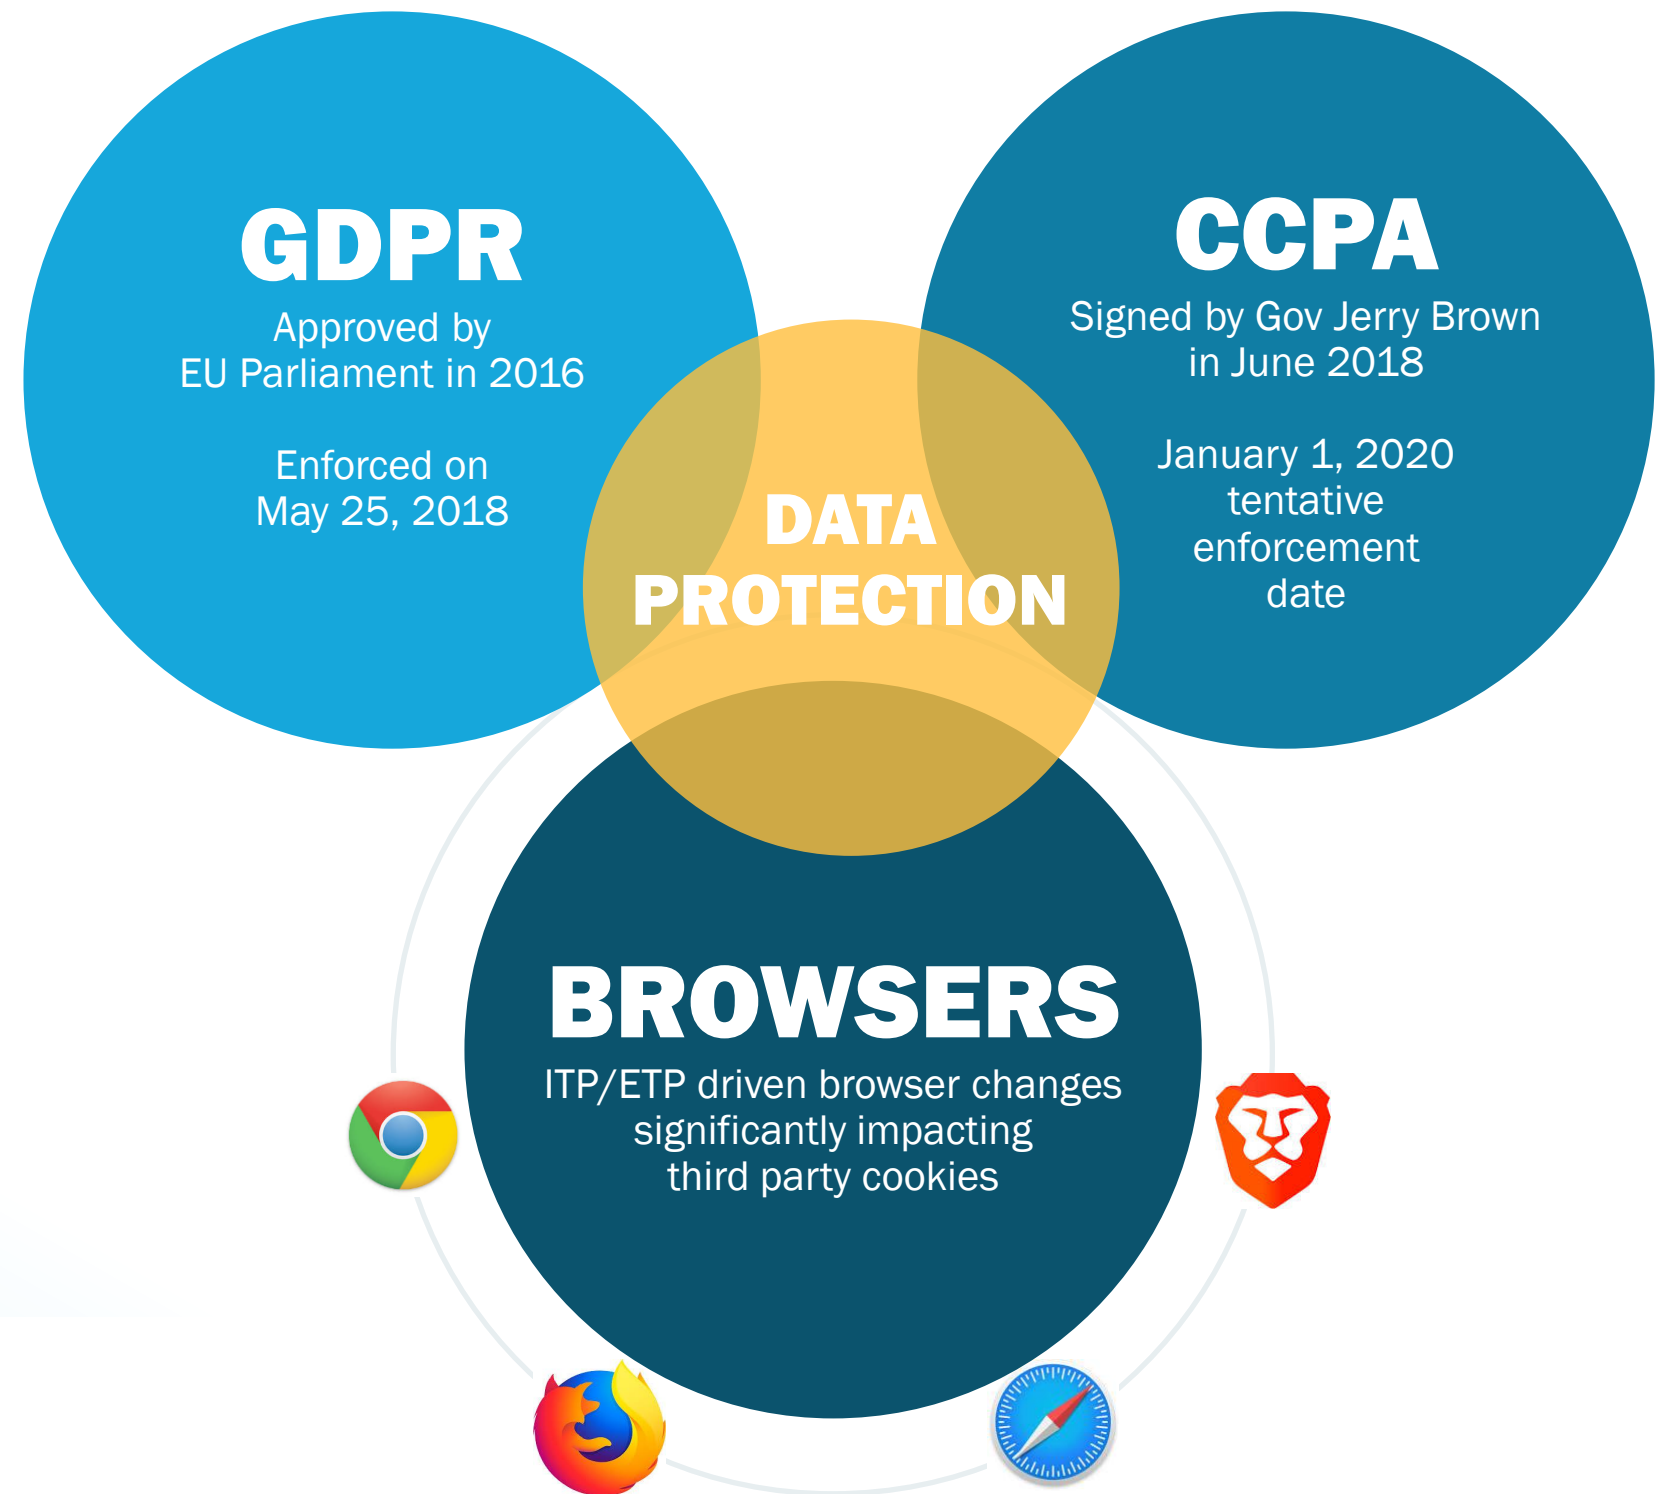 GDPR
Approved by
EU Parliament in 2016
Enforced on
May 25, 2018
CCPA
Signed by Gov Jerry Brown
in June 2018
January 1, 2020
tentative
enforcement
date
DATA
PROTECTION
BROWSERS
ITP/ETP driven browser changes
significantly impacting
third party cookies